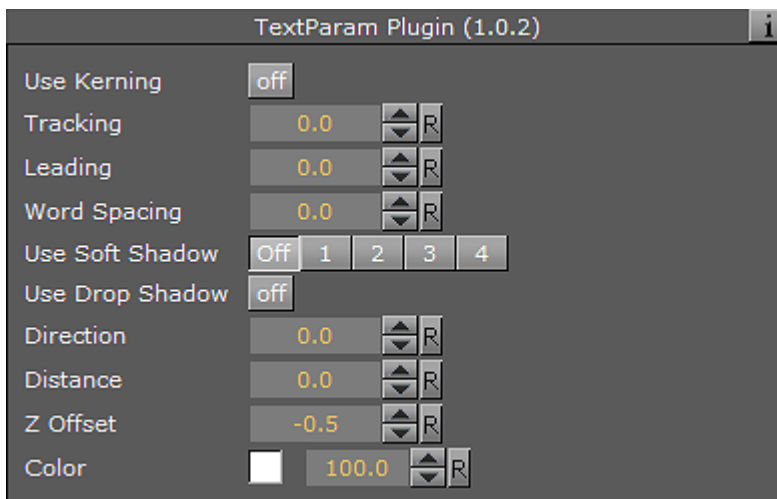 TextParam Plugin (1.0.2) i
Use Kerning off
Tracking 0.0 R
Leading 0.0 R
Word Spacing 0.0 R
Use Soft Shadow Off 1 2 3 4
Use Drop Shadow off
Direction 0.0 R
Distance 0.0 R
Z Offset -0.5 R
Color 100.0 R